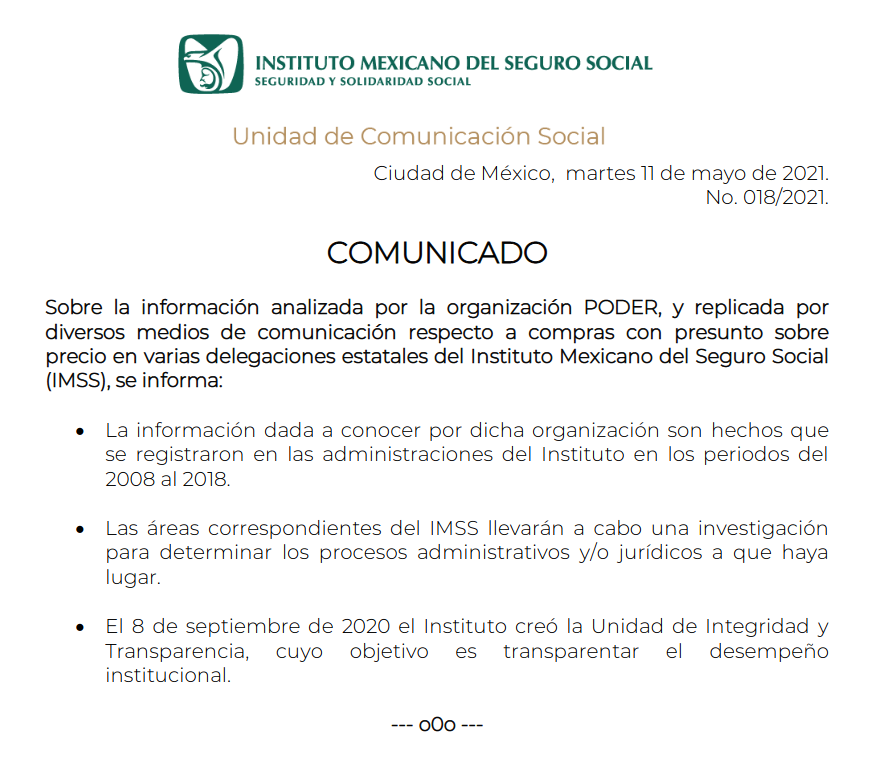 INSTITUTO MEXICANO DEL SEGURO SOCIAL
SEGURIDAD Y SOLIDARIDAD SOCIAL
Unidad de Comunicación Social
Ciudad de México, martes 11 de mayo de 2021.
No. 018/2021.
COMUNICADO
Sobre la información analizada por la organización PODER, y replicada por
diversos medios de comunicación respecto a compras con presunto sobre
precio en varias delegaciones estatales del Instituto Mexicano del Seguro Social
(IMSS), se informa:
• La información dada a conocer por dicha organización son hechos que
se registraron en las administraciones del Instituto en los periodos del
2008 al 2018.
• Las áreas correspondientes del IMSS llevarán a cabo una investigación
para determinar los procesos administrativos y/o jurídicos a que haya
lugar.
• El 8 de septiembre de 2020 el Instituto creó la Unidad de Integridad y
Transparencia, cuyo objetivo es transparentar el desempeño
institucional.
--- o0o ---